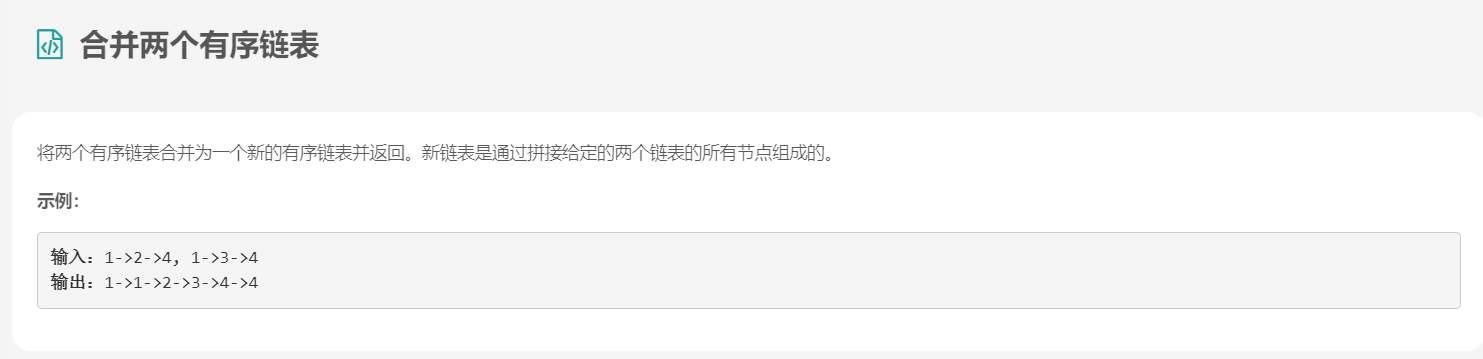 合并两个有序链表
将两个有序链表合并为一个新的有序链表并返回。新链表是通过拼接给定的两个链表的所有节点组成的。
示例：
输入：1->2->4, 1->3->4
输出：1->1->2->3->4->4